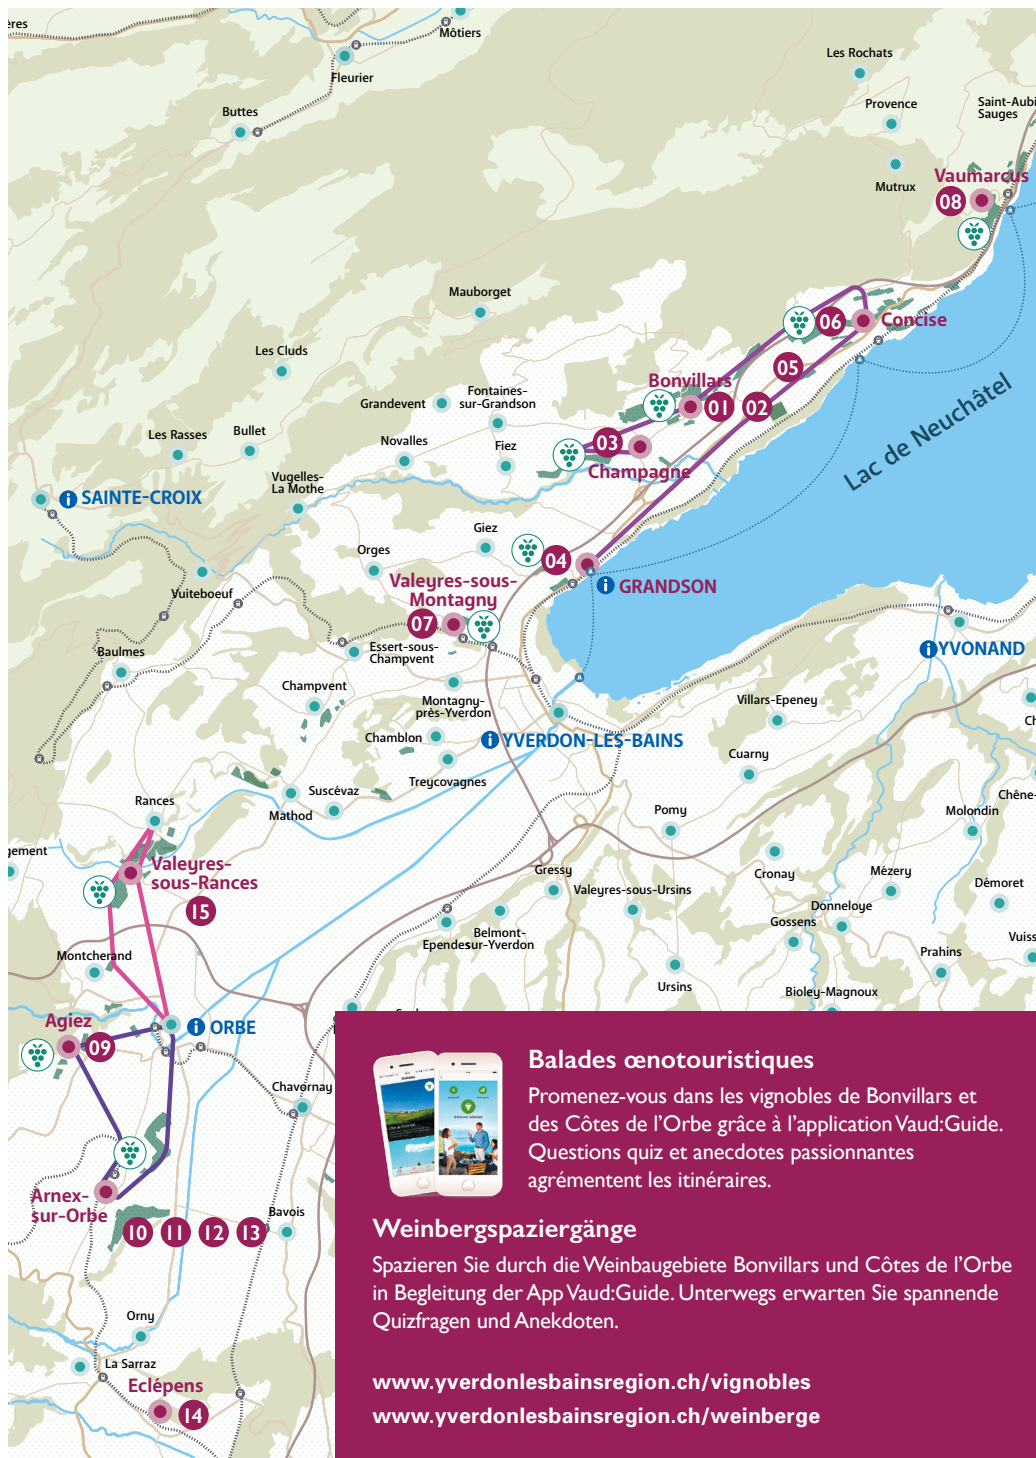 ères
Môtiers
Fleurier
Les Rochats
Buttes
Provence
Saint-Aubi
Sauges
Vaumarcus
08
Mutrux
Mauborget
06
Concise
Les Cluds
05
Bonvillars
01
02
Fontaines-
sur-Grandson
Grandevent
Les Rasses
Bullet
Novalles
Fiez
03
Champagne
Lac de Neuchâtel
Vugelles-
La Mothe
SAINTE-CROIX
Giez
Orges
04
GRANDSON
Valeyres-sous-
Montagny
07
Vuiteboeuf
Essert-sous-
Champvent
Baulmes
YVONAND
Champvent
Montagny-
près-Yverdon
Villars-Epeney
Ch
Chamblon
YVERDON-LES-BAINS
Cuarny
Treycovagnes
Suscévaz
Mathod
Rances
Pomy
Chêne-
Molondin
gement
Valeyres-
sous-Rances
15
Gressy
Valeyres-sous-Ursins
Cronay
Mézery
Démoret
Donneloye
Gossens
Belmont-
sur-Yverdon
Ependes
Prahins
Vuiss
Montcherand
Ursins
Bioley-Magnoux
Agiez
09
ORBE
Chavornay
Arnex-
sur-Orbe
10
11
12
13
Bavois
Orny
La Sarraz
Eclépens
14
Balades œnotouristiques
Promenez-vous dans les vignobles de Bonvillars et
des Côtes de l'Orbe grâce à l'application Vaud:Guide.
Questions quiz et anecdotes passionnantes
agrémentent les itinéraires.
Weinbergspaziergänge
Spazieren Sie durch die Weinbaugebiete Bonvillars und Côtes de l'Orbe
in Begleitung der App Vaud:Guide. Unterwegs erwarten Sie spannende
Quizfragen und Anekdoten.
www.yverdonlesbainsregion.ch/vignobles
www.yverdonlesbainsregion.ch/weinberge